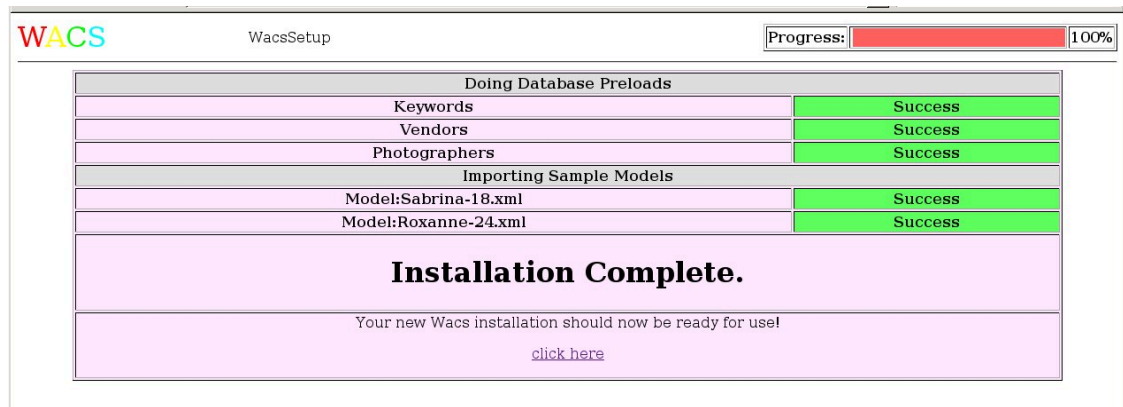 WACS WacsSetup Progress: 100%
Doing Database Preloads
Keywords Success
Vendors Success
Photographers Success
Importing Sample Models
Model:Sabrina-18.xml Success
Model:Roxanne-24.xml Success
Installation Complete.
Your new Wacs installation should now be ready for use!
click here